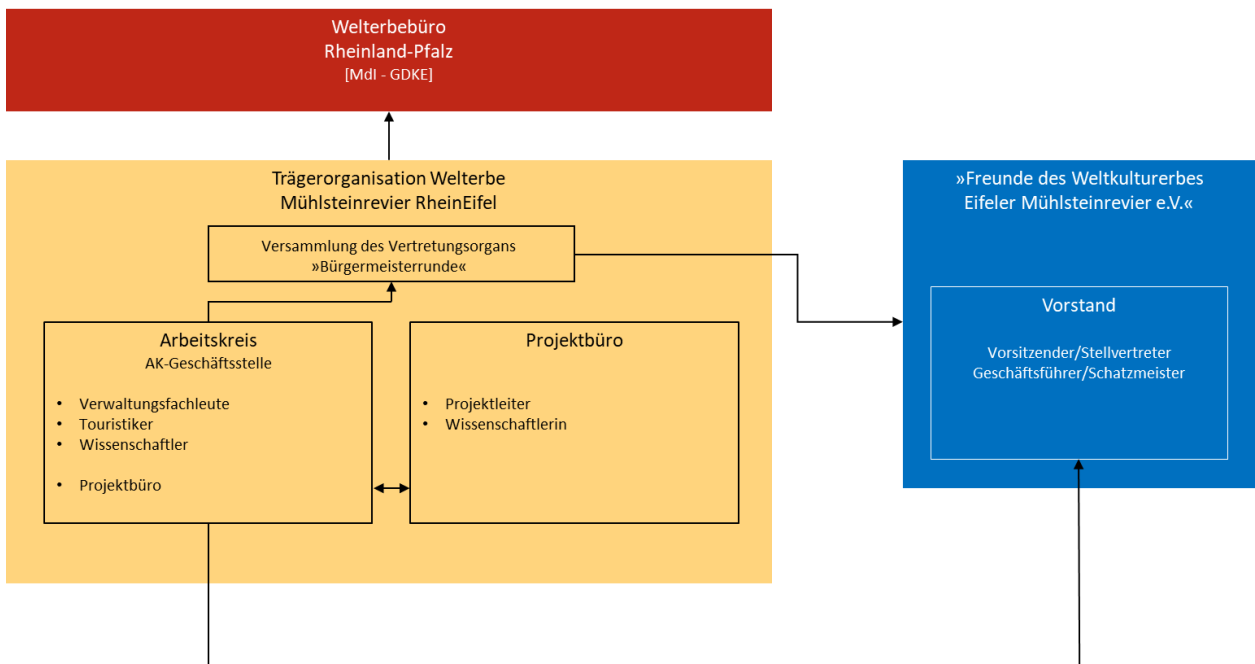 Welterbebüro
Rheinland-Pfalz
[MdI - GDKE]
Trägerorganisation Welterbe
Mühlsteinrevier RheinEifel
Versammlung des Vertretungsorgans
»Bürgermeisterrunde«
Arbeitskreis
AK-Geschäftsstelle
• Verwaltungsfachleute
• Touristiker
• Wissenschaftler
• Projektbüro
Projektbüro
• Projektleiter
• Wissenschaftlerin
»Freunde des Weltkulturerbes
Eifeler Mühlsteinrevier e.V.«
Vorstand
Vorsitzender/Stellvertreter
Geschäftsführer/Schatzmeister